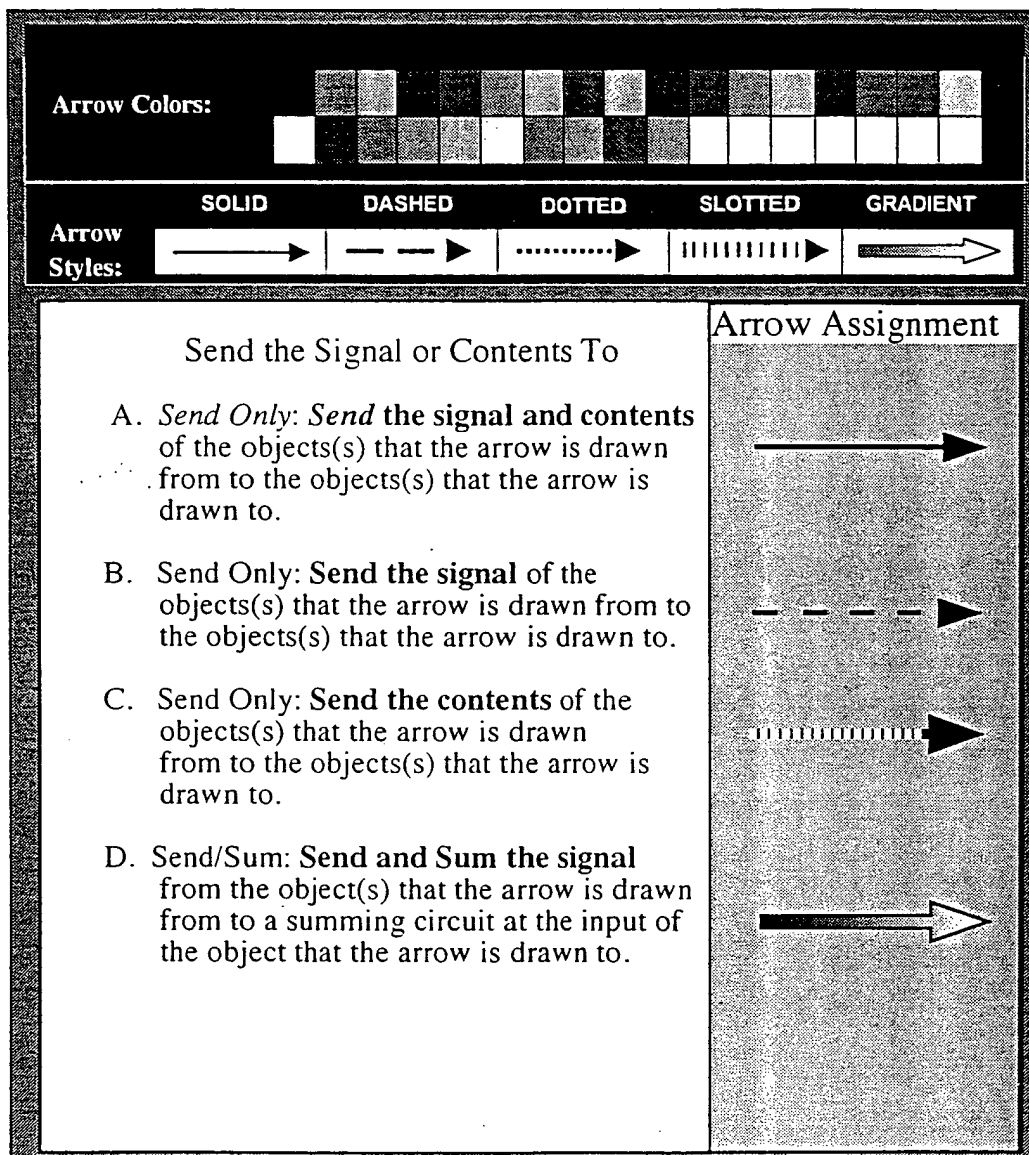 Arrow Colors:
SOLID DASHED DOTTED SLOTTED GRADIENT
Arrow
Styles:
Arrow Assignment
Send the Signal or Contents To
A. Send Only: Send the signal and contents
of the objects(s) that the arrow is drawn
from to the objects(s) that the arrow is
drawn to.
B. Send Only: Send the signal of the
objects(s) that the arrow is drawn from to
the objects(s) that the arrow is drawn to.
C. Send Only: Send the contents of the
objects(s) that the arrow is drawn
from to the objects(s) that the arrow is
drawn to.
D. Send/Sum: Send and Sum the signal
from the object(s) that the arrow is drawn
from to a summing circuit at the input of
the object that the arrow is drawn to.